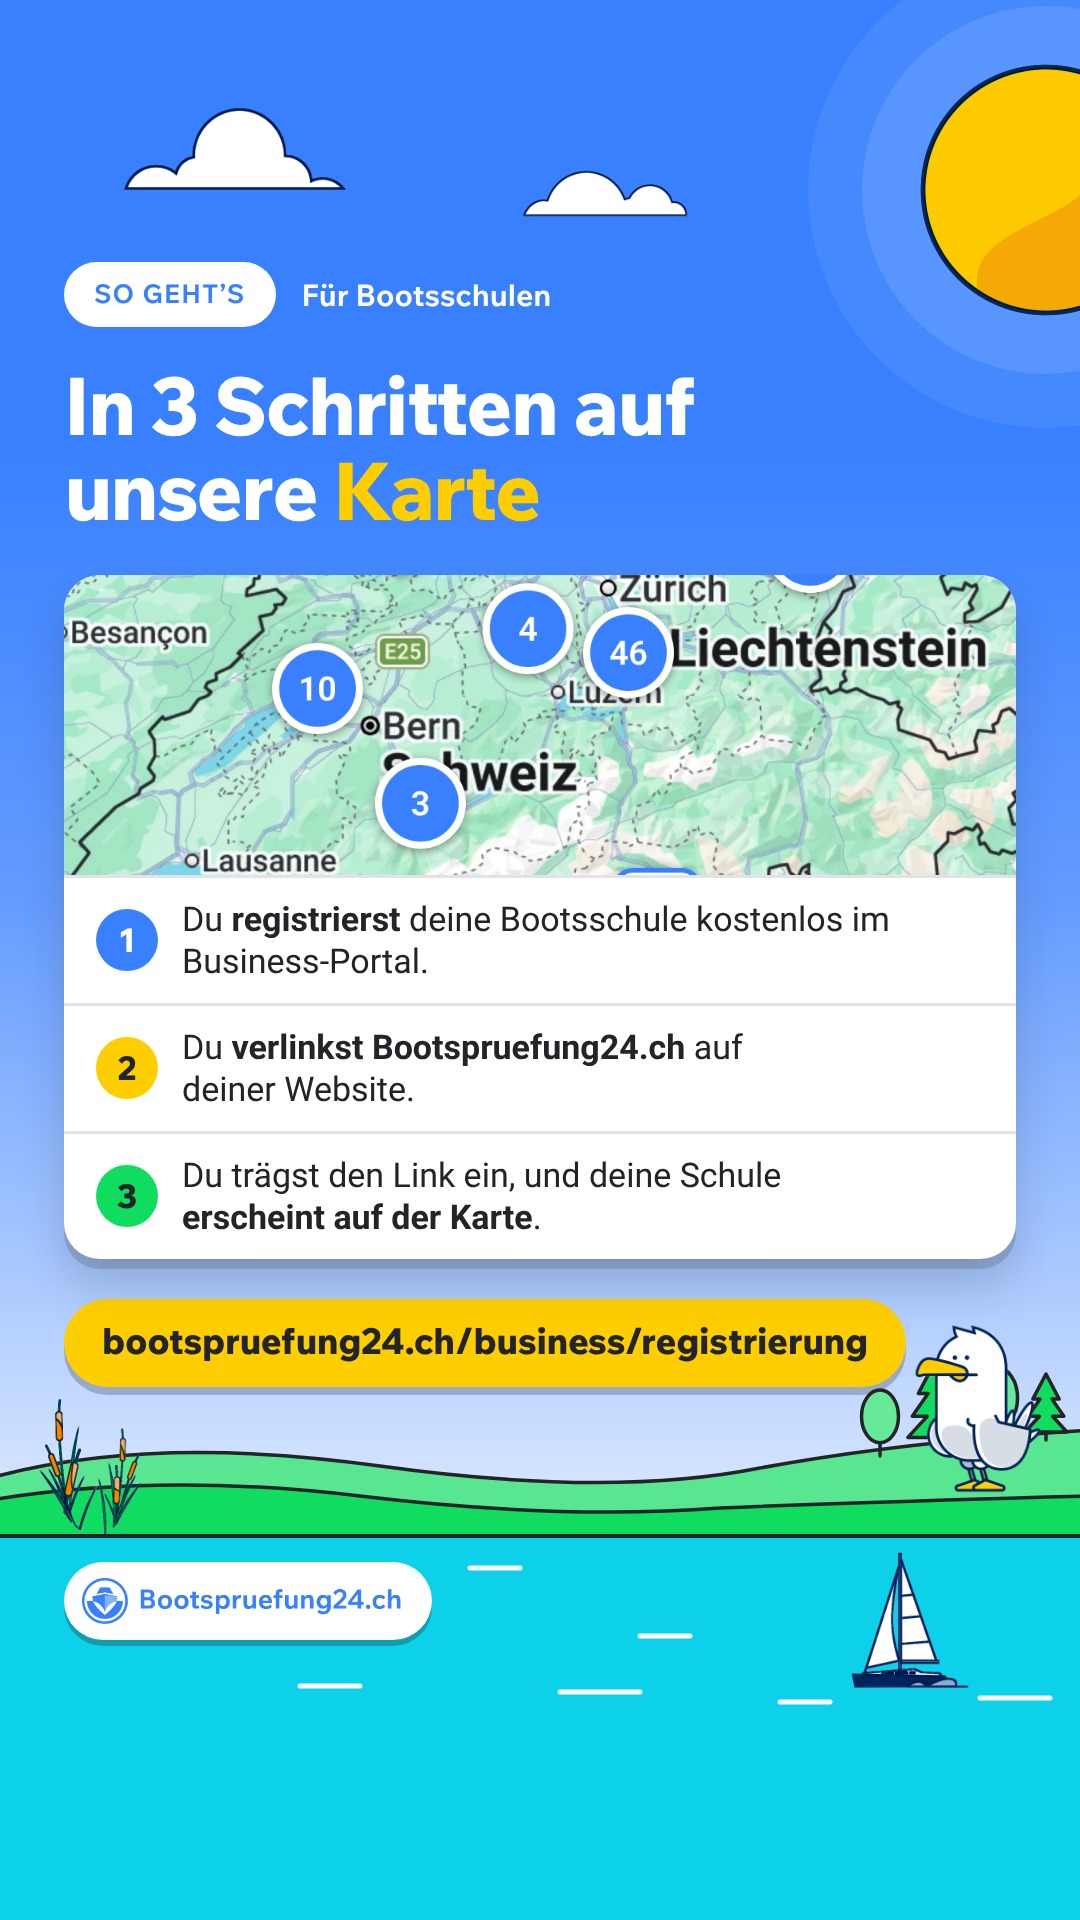 SO GEHT'S Für Bootsschulen
In 3 Schritten auf
unsere Karte
Zürich
Besançon
4
E25
46
Liechtenstein
10
Luzern
Bern
Schweiz
3
Lausanne
1 Du registrierst deine Bootsschule kostenlos im
Business-Portal.
2 Du verlinkst Bootspruefung24.ch auf
deiner Website.
3 Du trägst den Link ein, und deine Schule
erscheint auf der Karte.
bootspruefung24.ch/business/registrierung
Bootspruefung24.ch